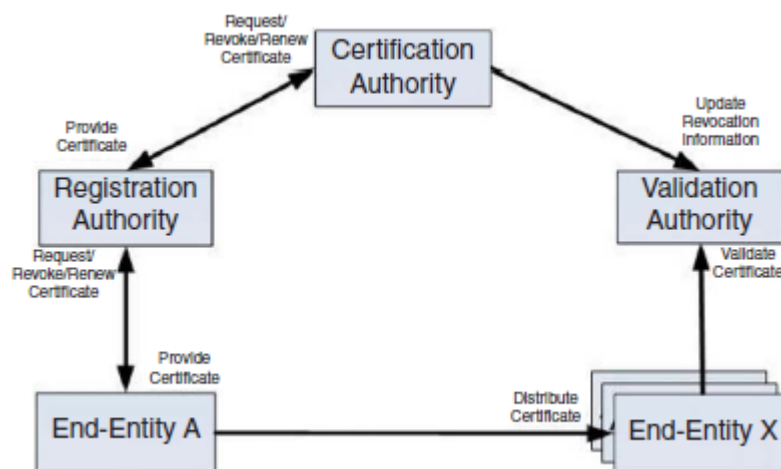 Request/
Revoke/Renew
Certificate
Certification
Authority
Provide
Certificate
Update
Revocation
Information
Registration
Authority
Validation
Authority
Request/
Revoke/Renew
Certificate
Validate
Certificate
Provide
Certificate
Distribute
Certificate
End-Entity A
End-Entity X